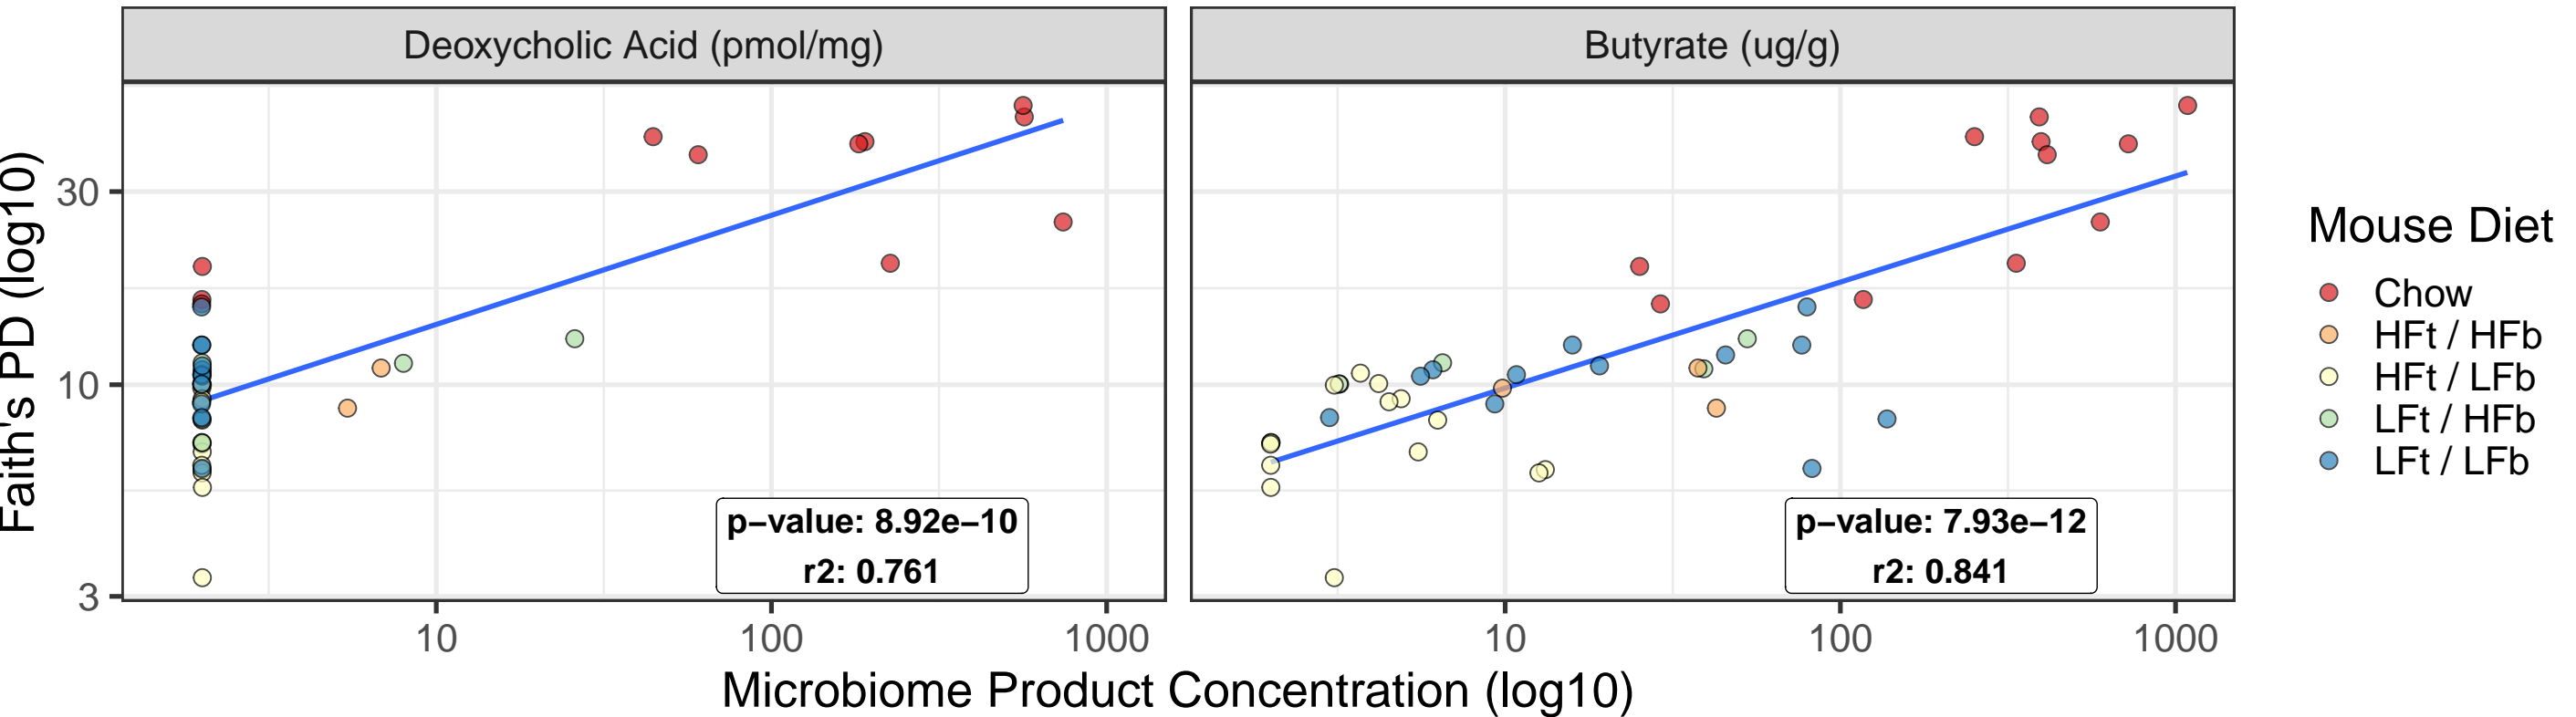 Deoxycholic Acid (pmol/mg)
Butyrate (ug/g)
Faith's PD (log10)
30
10
3
p−value: 8.92e−10
r2: 0.761
p−value: 7.93e−12
r2: 0.841
10
100
1000
10
100
1000
Microbiome Product Concentration (log10)
Mouse Diet
Chow
HFt / HFb
HFt / LFb
LFt / HFb
LFt / LFb